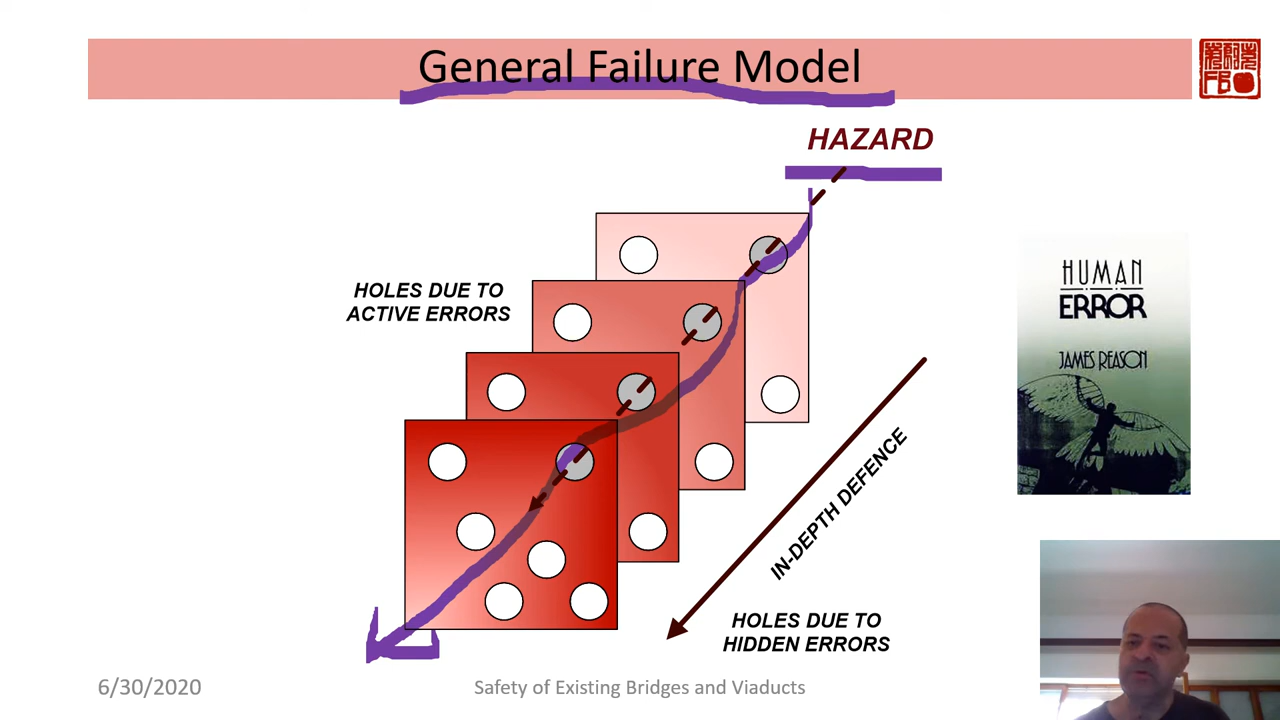 General Failure Model
FBO
HAZARD
HOLES DUE TO
ACTIVE ERRORS
HUMAN
ERROR
JAMES REASON
IN-DEPTH DEFENCE
HOLES DUE TO
HIDDEN ERRORS
6/30/2020
Safety of Existing Bridges and Viaducts